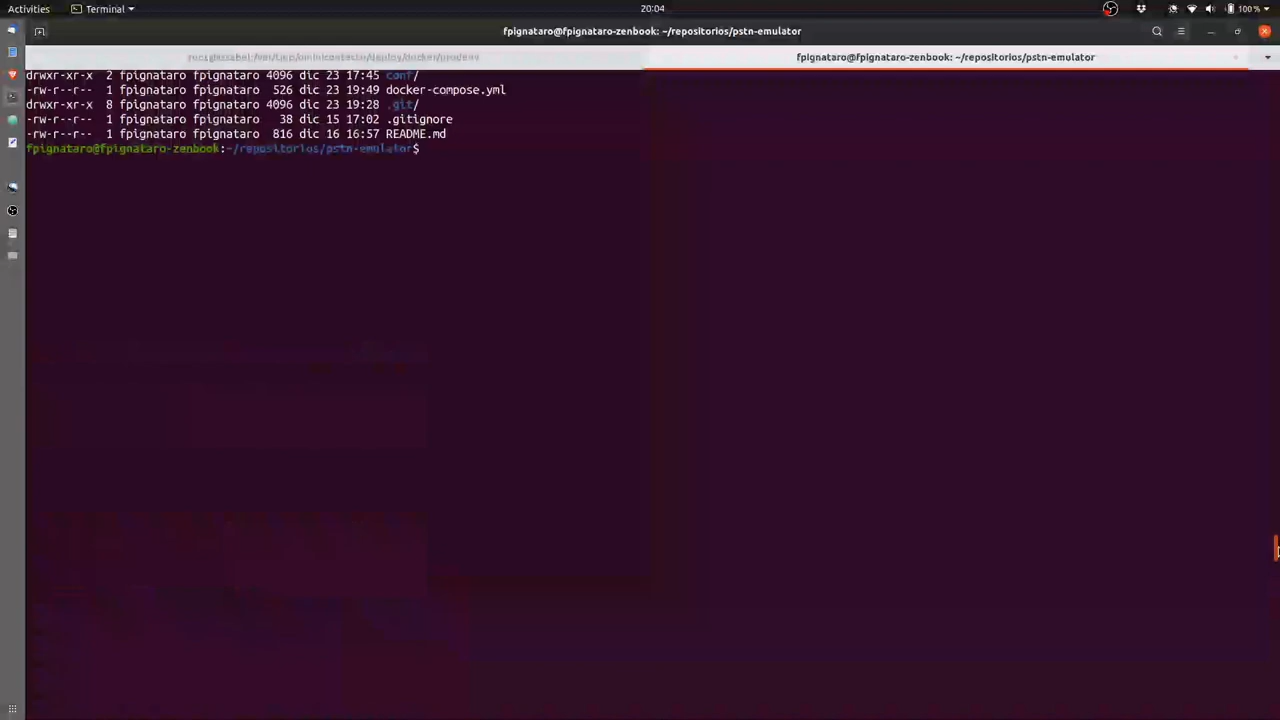 Activities Terminal 20:04 100%
fpignataro@fpignataro-zenbook: ~/repositorios/pstn-emulator
fpignataro@fpignataro-zenbook: ~/repositorios/pstn-emulator
drwxr-xr-x 2 fpignataro fpignataro 4096 dic 23 17:45 conf/
-rw-r--r-- 1 fpignataro fpignataro 526 dic 23 19:49 docker-compose.yml
drwxr-xr-x 8 fpignataro fpignataro 4096 dic 23 19:28 .git/
-rw-r--r-- 1 fpignataro fpignataro 38 dic 15 17:02 .gitignore
-rw-r--r-- 1 fpignataro fpignataro 816 dic 16 16:57 README.md
fpignataro@fpignataro-zenbook:~/repositorios/pstn-emulator$